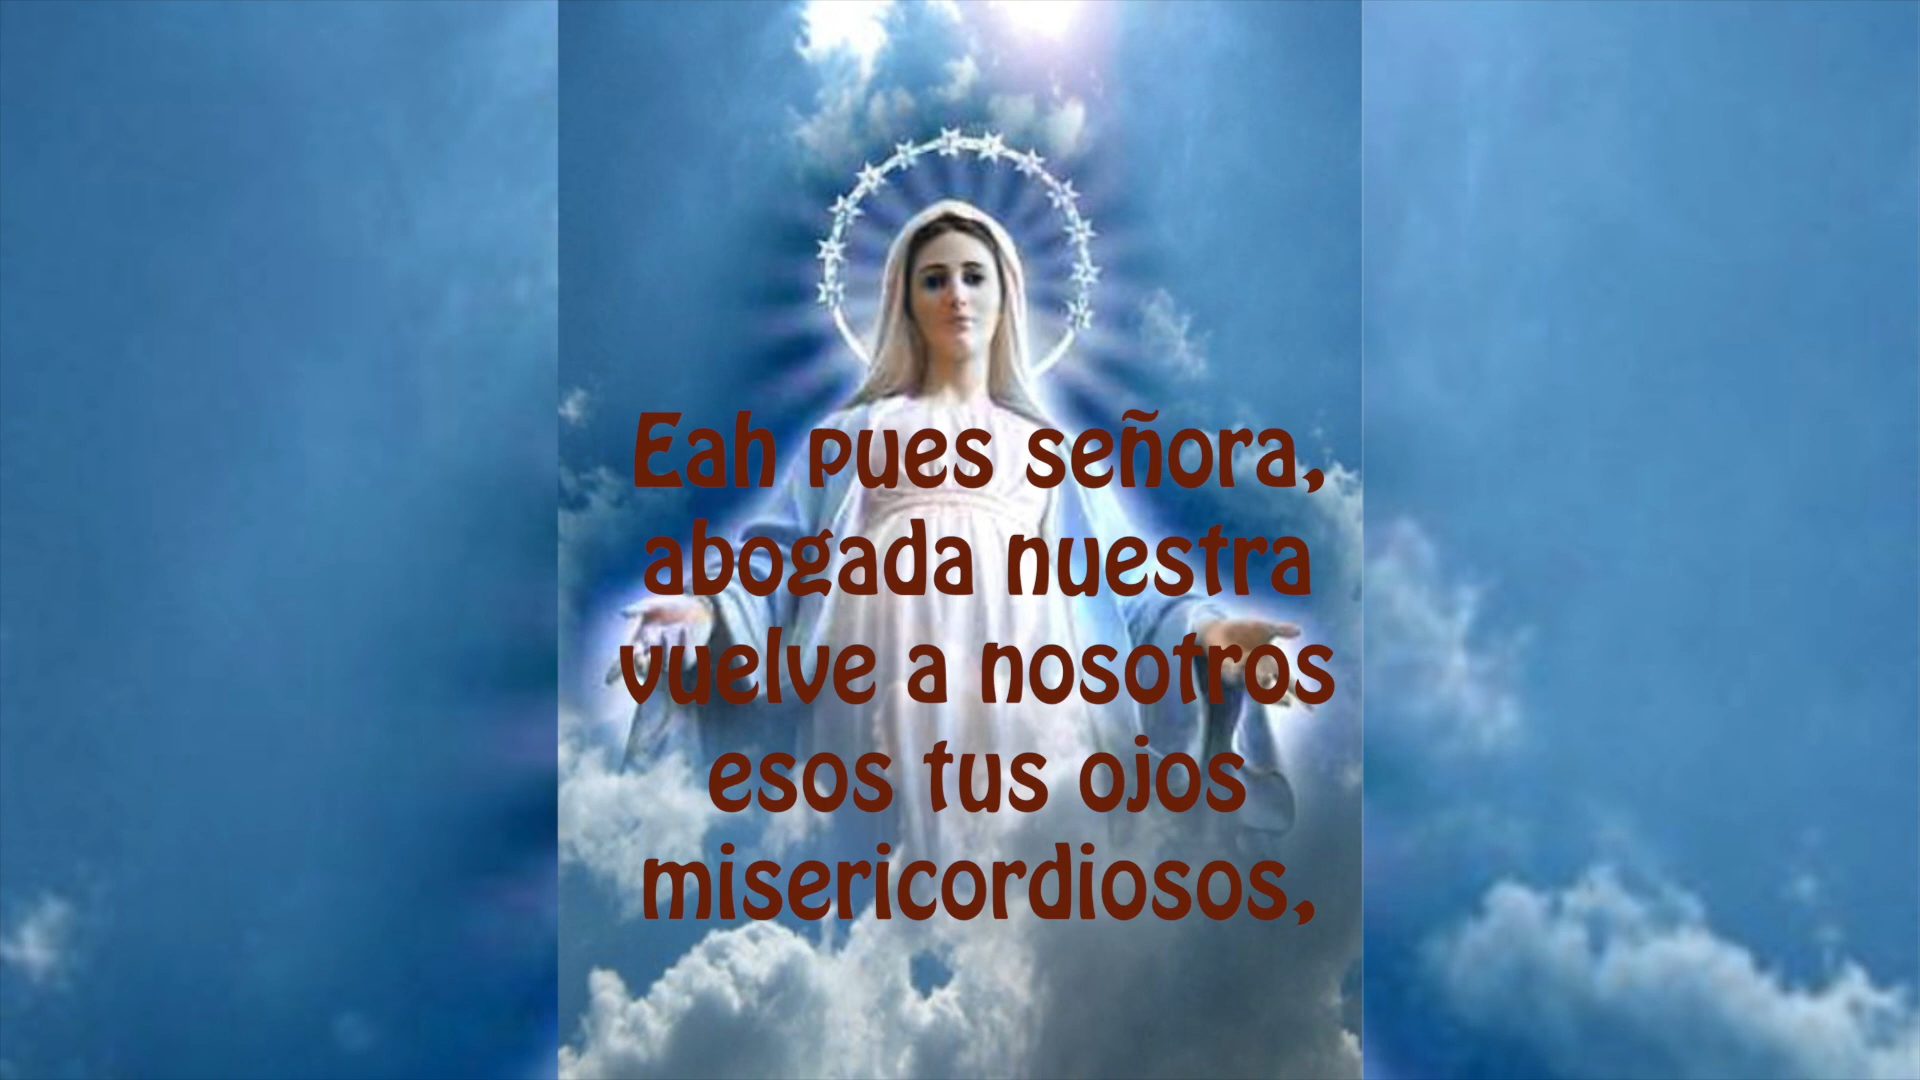 Eah pues señora,
abogada nuestra
vuelve a nosotros
esos tus ojos
misericordiosos,